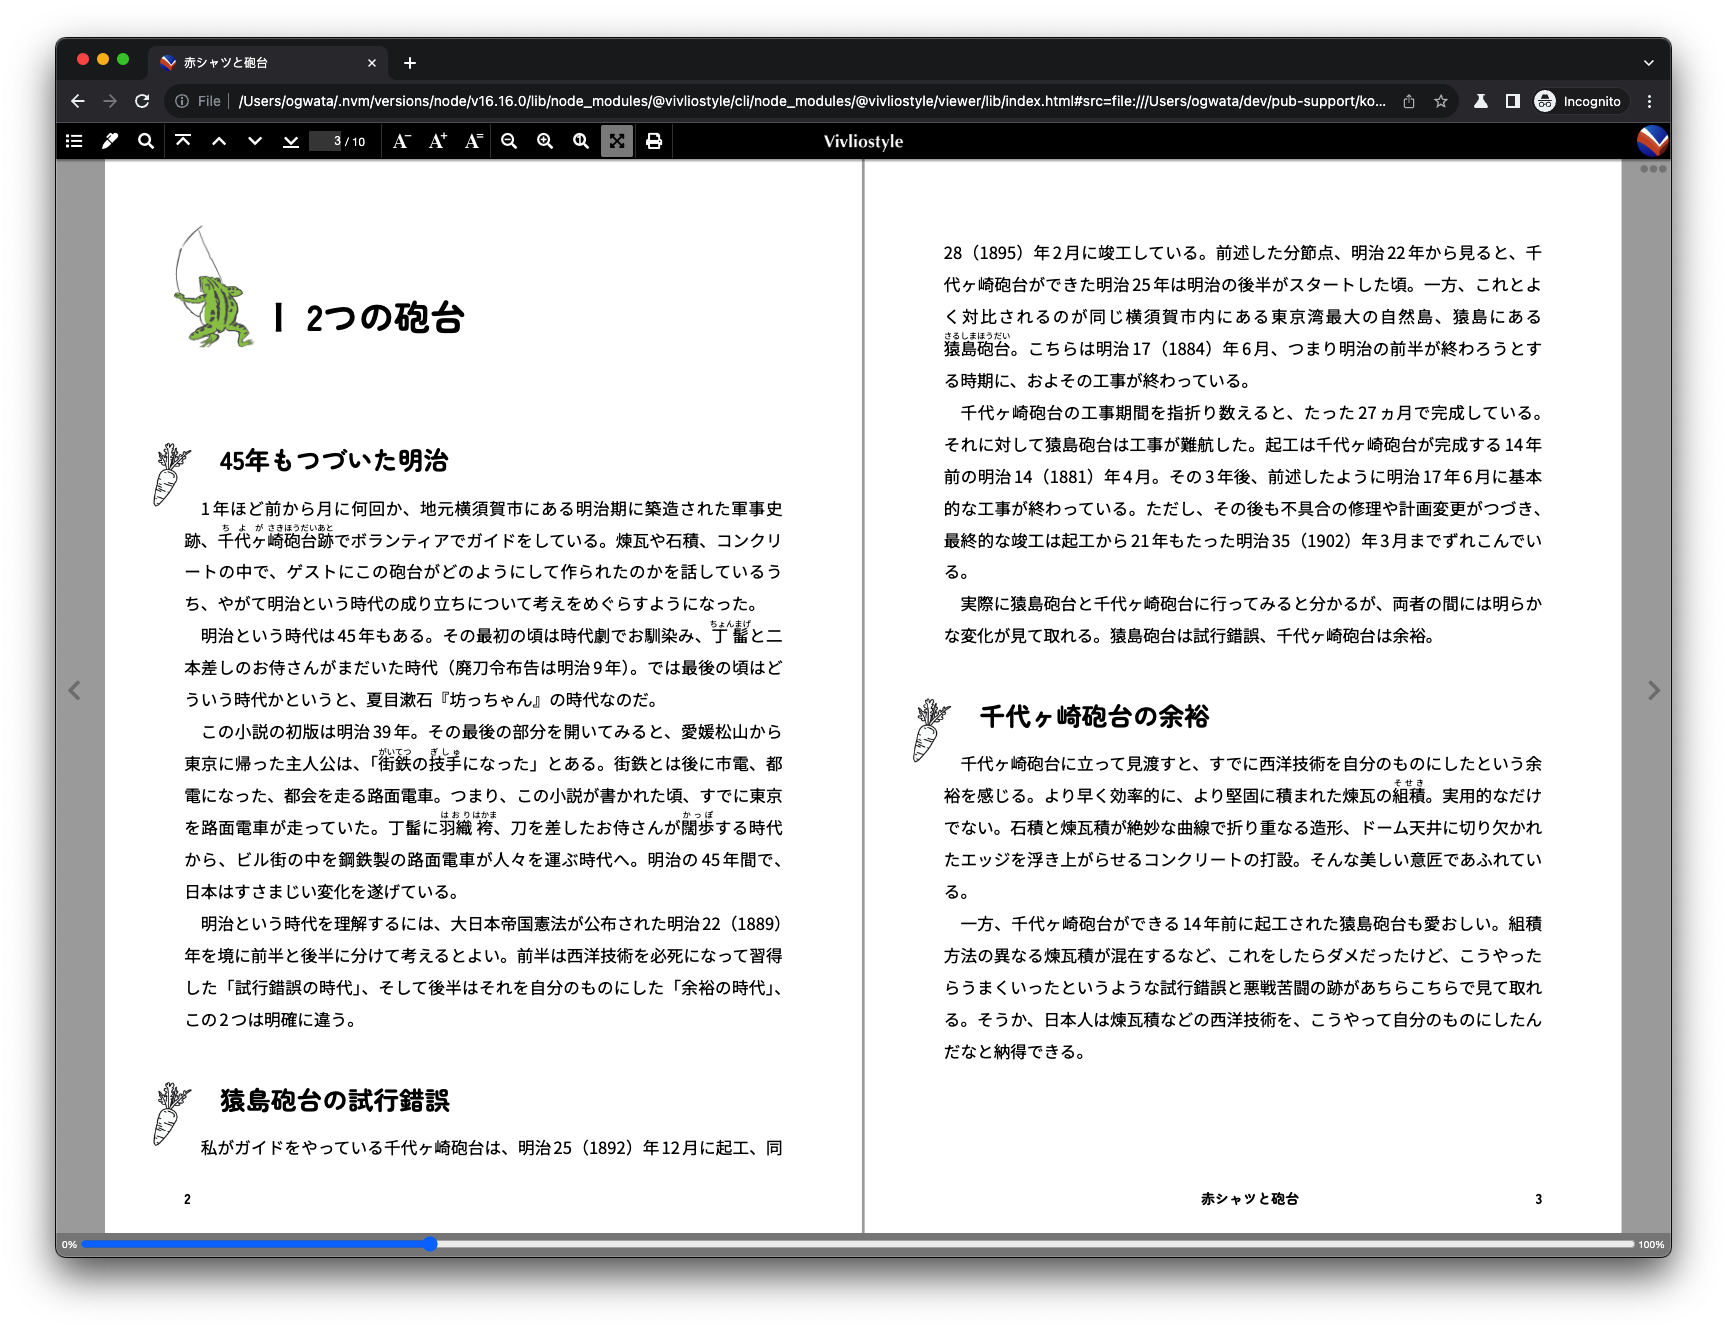 赤シャツと砲台
File
/Users/ogwata/.nvm/versions/node/v16.16.0/lib/node_modules/@vivliostyle/cli/node_modules/@vivliostyle/viewer/lib/index.html#src=file:///Users/ogwata/dev/pub-support/ko...
Incognito
3 / 10
A− A+ A=
Vivliostyle
I 2つの砲台
45年もつづいた明治
1年ほど前から月に何回か、地元横須賀市にある明治期に築造された軍事史
ちよが さきほうだいあと
跡、千代ヶ崎砲台跡でボランティアでガイドをしている。煉瓦や石積、コンクリ
ートの中で、ゲストにこの砲台がどのようにして作られたのかを話しているう
ち、やがて明治という時代の成り立ちについて考えをめぐらすようになった。
ちょんまげ
明治という時代は45年もある。その最初の頃は時代劇でお馴染み、丁髷と二
本差しのお侍さんがまだいた時代（廃刀令布告は明治9年）。では最後の頃はど
ういう時代かというと、夏目漱石『坊っちゃん』の時代なのだ。
この小説の初版は明治39年。その最後の部分を開いてみると、愛媛松山から
がいてつ ぎしゅ
東京に帰った主人公は、「街鉄の技手になった」とある。街鉄とは後に市電、都
電になった、都会を走る路面電車。つまり、この小説が書かれた頃、すでに東京
はおりはかま かっぽ
を路面電車が走っていた。丁髷に羽織袴、刀を差したお侍さんが闊歩する時代
から、ビル街の中を鋼鉄製の路面電車が人々を運ぶ時代へ。明治の45年間で、
日本はすさまじい変化を遂げている。
明治という時代を理解するには、大日本帝国憲法が公布された明治22（1889）
年を境に前半と後半に分けて考えるとよい。前半は西洋技術を必死になって習得
した「試行錯誤の時代」、そして後半はそれを自分のものにした「余裕の時代」、
この2つは明確に違う。
猿島砲台の試行錯誤
私がガイドをやっている千代ヶ崎砲台は、明治25（1892）年12月に起工、同
2
28（1895）年2月に竣工している。前述した分節点、明治22年から見ると、千
代ヶ崎砲台ができた明治25年は明治の後半がスタートした頃。一方、これとよ
く対比されるのが同じ横須賀市内にある東京湾最大の自然島、猿島にある
さるしまほうだい
猿島砲台。こちらは明治17（1884）年6月、つまり明治の前半が終わろうとす
る時期に、およその工事が終わっている。
千代ヶ崎砲台の工事期間を指折り数えると、たった27ヵ月で完成している。
それに対して猿島砲台は工事が難航した。起工は千代ヶ崎砲台が完成する14年
前の明治14（1881）年4月。その3年後、前述したように明治17年6月に基本
的な工事が終わっている。ただし、その後も不具合の修理や計画変更がつづき、
最終的な竣工は起工から21年もたった明治35（1902）年3月までずれこんでい
る。
実際に猿島砲台と千代ヶ崎砲台に行ってみると分かるが、両者の間には明らか
な変化が見て取れる。猿島砲台は試行錯誤、千代ヶ崎砲台は余裕。
千代ヶ崎砲台の余裕
千代ヶ崎砲台に立って見渡すと、すでに西洋技術を自分のものにしたという余
そせき
裕を感じる。より早く効率的に、より堅固に積まれた煉瓦の組積。実用的なだけ
でない。石積と煉瓦積が絶妙な曲線で折り重なる造形、ドーム天井に切り欠かれ
たエッジを浮き上がらせるコンクリートの打設。そんな美しい意匠であふれてい
る。
一方、千代ヶ崎砲台ができる14年前に起工された猿島砲台も愛おしい。組積
方法の異なる煉瓦積が混在するなど、これをしたらダメだったけど、こうやった
らうまくいったというような試行錯誤と悪戦苦闘の跡があちらこちらで見て取れ
る。そうか、日本人は煉瓦積などの西洋技術を、こうやって自分のものにしたん
だなと納得できる。
赤シャツと砲台
3
0%
100%